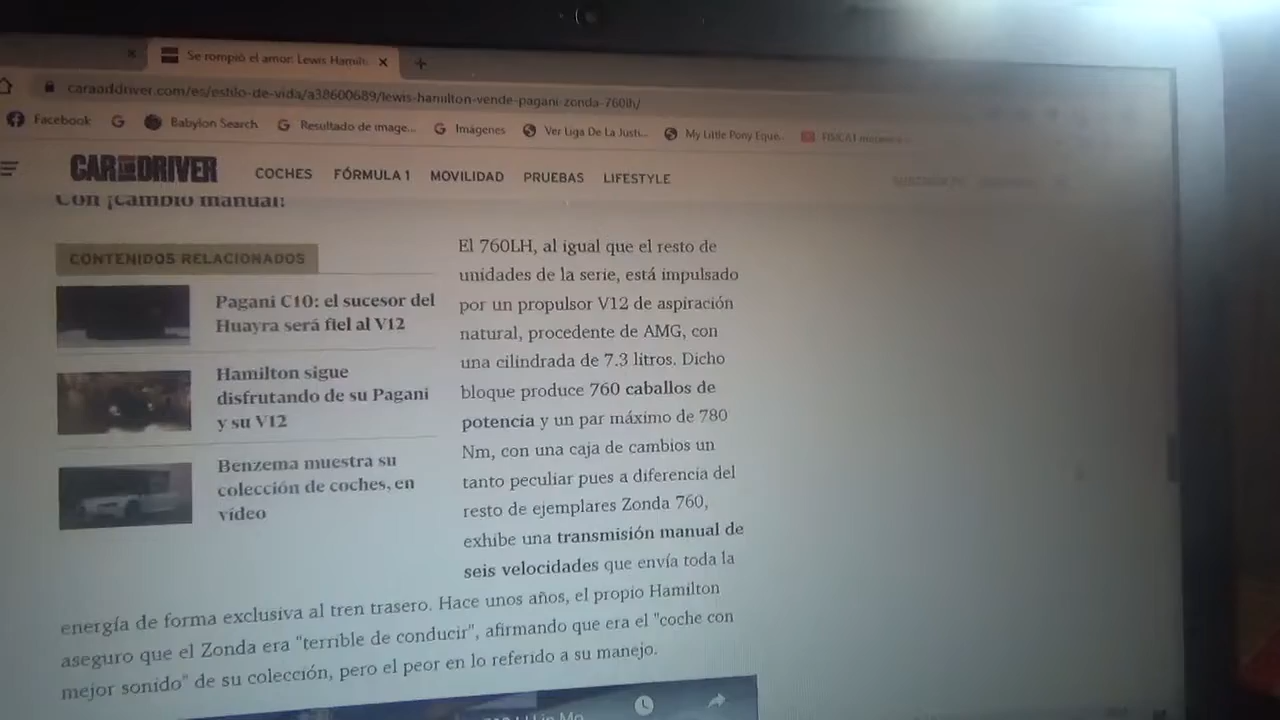 Se rompió el amor: Lewis Hamilt
caranddriver.com/es/estilo-de-vida/a38600689/lewis-hamilton-vende-pagani-zonda-760lh/
Facebook
Babylon Search
Resultado de image...
Imágenes
Ver Liga De La Justi...
My Little Pony Eque..
CAR AND DRIVER
COCHES
FÓRMULA 1
MOVILIDAD
PRUEBAS
LIFESTYLE
Con ¡cambio manual!
CONTENIDOS RELACIONADOS
Pagani C10: el sucesor del
Huayra será fiel al V12
Hamilton sigue
disfrutando de su Pagani
y su V12
Benzema muestra su
colección de coches, en
vídeo
El 760LH, al igual que el resto de
unidades de la serie, está impulsado
por un propulsor V12 de aspiración
natural, procedente de AMG, con
una cilindrada de 7.3 litros. Dicho
bloque produce 760 caballos de
potencia y un par máximo de 780
Nm, con una caja de cambios un
tanto peculiar pues a diferencia del
resto de ejemplares Zonda 760,
exhibe una transmisión manual de
seis velocidades que envía toda la
energía de forma exclusiva al tren trasero. Hace unos años, el propio Hamilton
aseguro que el Zonda era "terrible de conducir", afirmando que era el "coche con
mejor sonido" de su colección, pero el peor en lo referido a su manejo.